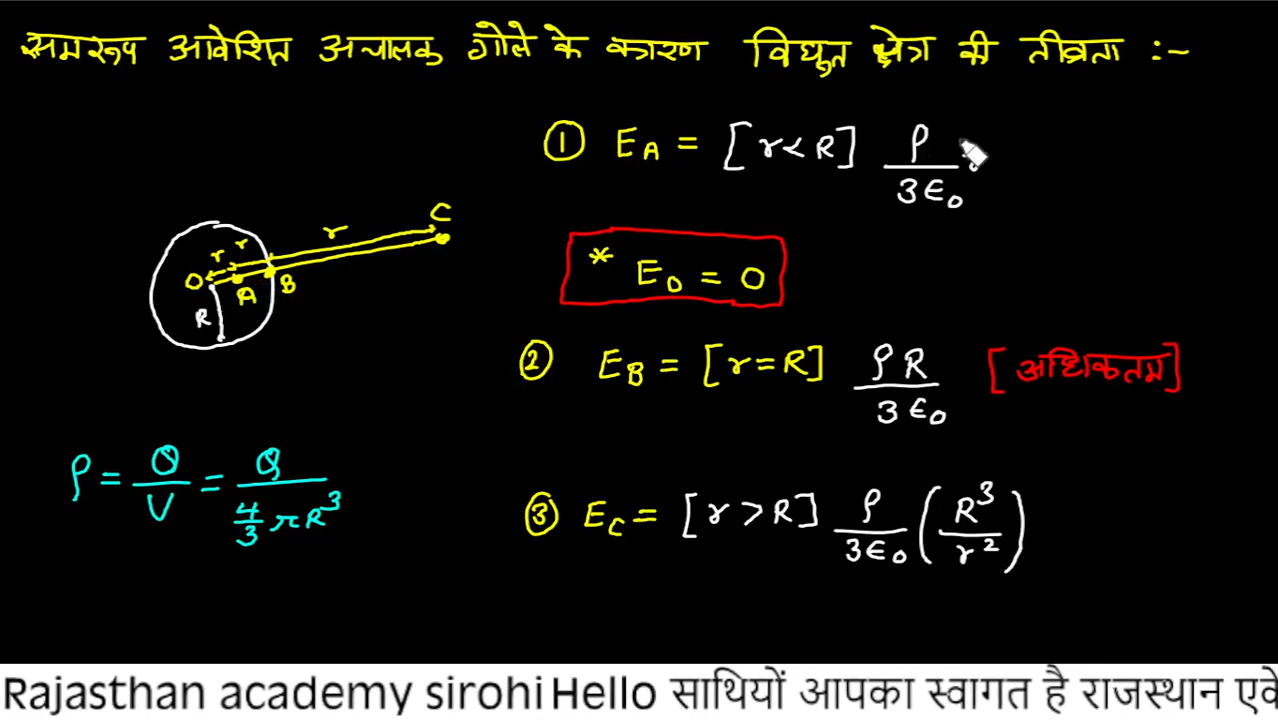 समरूप आवेशित अचालक गोले के कारण विद्युत क्षेत्र की तीव्रता :-
① E_A = [r<R] ρ/3ϵ₀
C
r
r r
O A B
R
* E_O = 0
② E_B = [r=R] ρR/3ϵ₀ [अधिकतम]
ρ = Q/V = Q/(4/3 πR³)
③ E_C = [r>R] ρ/3ϵ₀ (R³/r²)
Rajasthan academy sirohi Hello साथियों आपका स्वागत है राजस्थान एवे